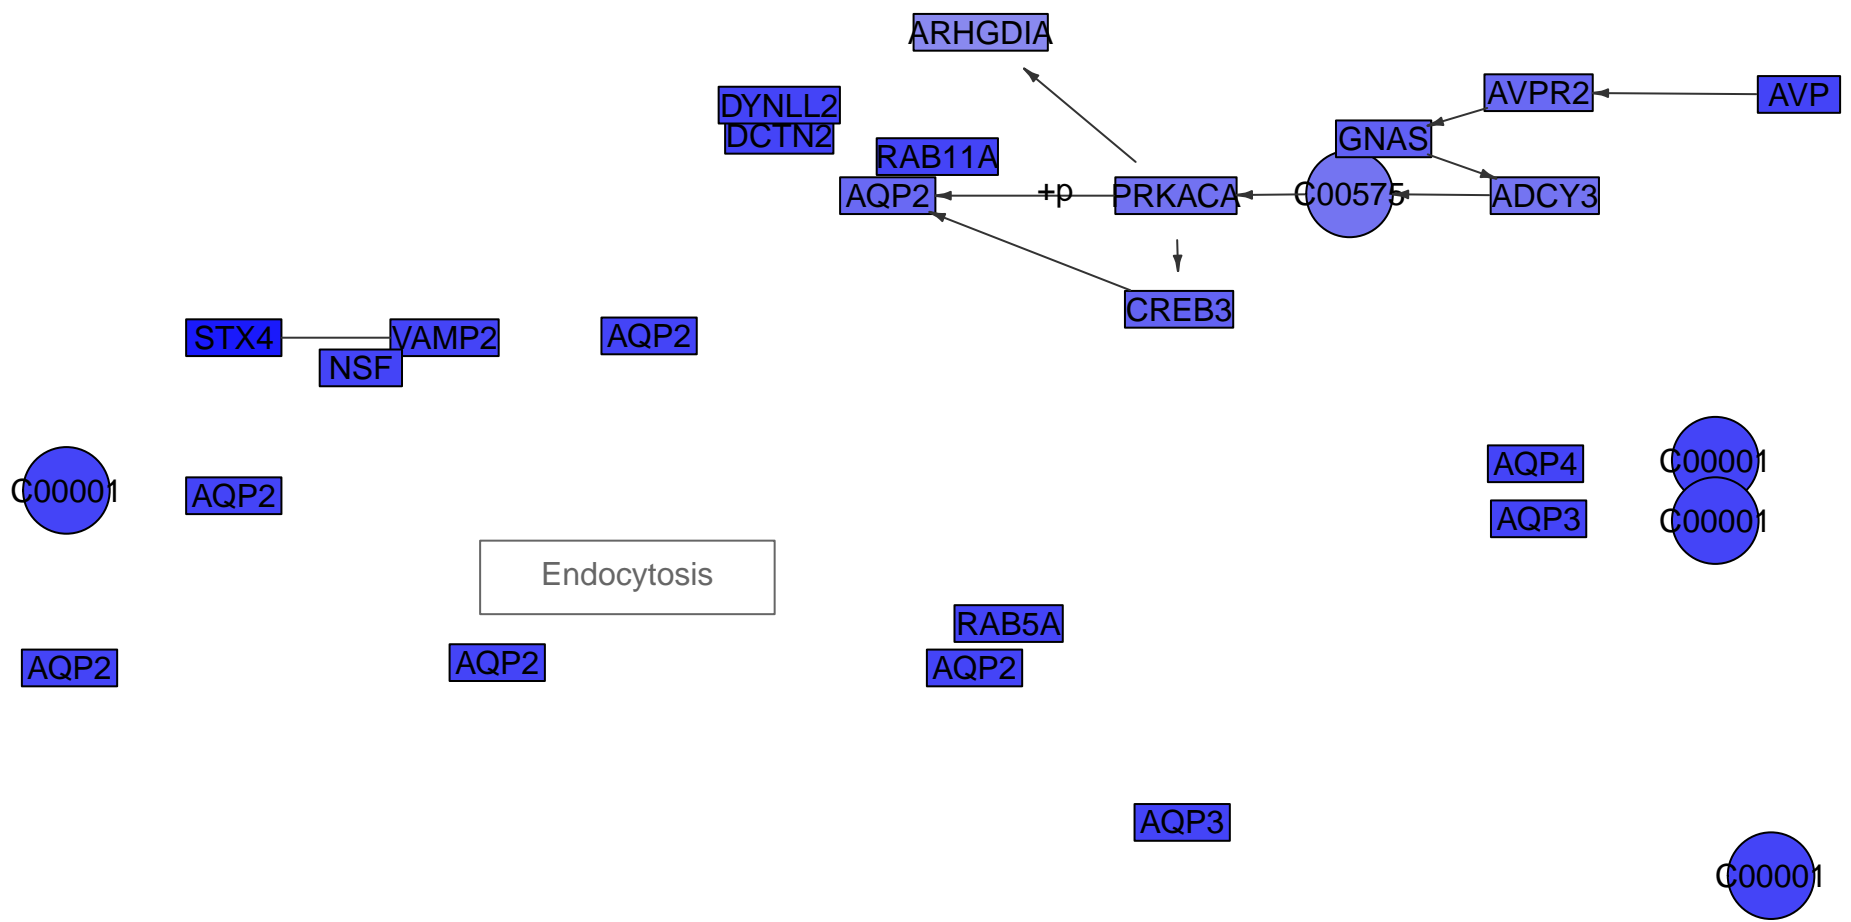 ARHGDIA
AVPR2
AVP
DYNLL2
DCTN2
GNAS
RAB11A
AQP2
+p
PRKACA
C00575
ADCY3
CREB3
STX4
VAMP2
AQP2
NSF
AQP4
C00001
C00001
AQP2
AQP3
C00001
Endocytosis
RAB5A
AQP2
AQP2
AQP2
AQP3
C00001